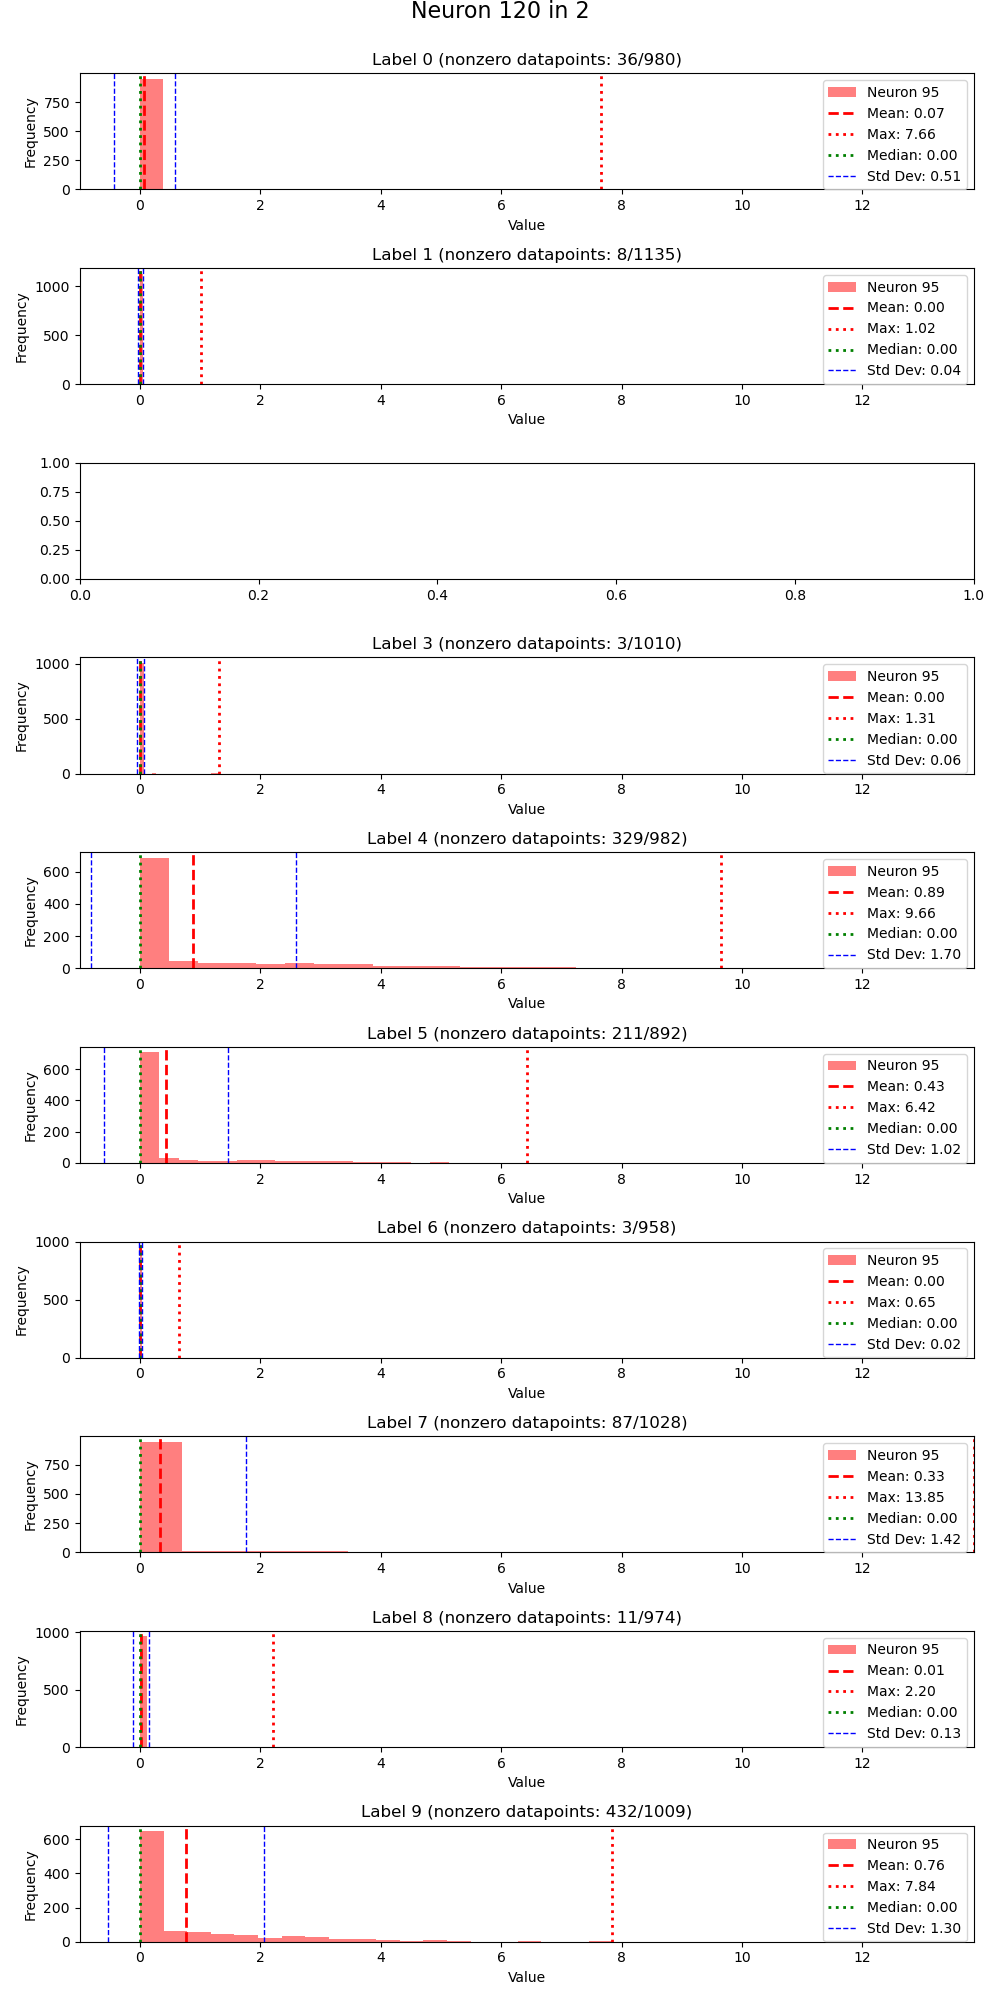 Neuron 120 in 2
Label 0 (nonzero datapoints: 36/980)
Frequency
750
500
250
0
Neuron 95
Mean: 0.07
Max: 7.66
Median: 0.00
Std Dev: 0.51
0 2 4 6 8 10 12
Value
Label 1 (nonzero datapoints: 8/1135)
Frequency
1000
500
0
Neuron 95
Mean: 0.00
Max: 1.02
Median: 0.00
Std Dev: 0.04
0 2 4 6 8 10 12
Value
1.00
0.75
0.50
0.25
0.00
0.0 0.2 0.4 0.6 0.8 1.0
Label 3 (nonzero datapoints: 3/1010)
Frequency
1000
500
0
Neuron 95
Mean: 0.00
Max: 1.31
Median: 0.00
Std Dev: 0.06
0 2 4 6 8 10 12
Value
Label 4 (nonzero datapoints: 329/982)
Frequency
600
400
200
0
Neuron 95
Mean: 0.89
Max: 9.66
Median: 0.00
Std Dev: 1.70
0 2 4 6 8 10 12
Value
Label 5 (nonzero datapoints: 211/892)
Frequency
600
400
200
0
Neuron 95
Mean: 0.43
Max: 6.42
Median: 0.00
Std Dev: 1.02
0 2 4 6 8 10 12
Value
Label 6 (nonzero datapoints: 3/958)
Frequency
1000
500
0
Neuron 95
Mean: 0.00
Max: 0.65
Median: 0.00
Std Dev: 0.02
0 2 4 6 8 10 12
Value
Label 7 (nonzero datapoints: 87/1028)
Frequency
750
500
250
0
Neuron 95
Mean: 0.33
Max: 13.85
Median: 0.00
Std Dev: 1.42
0 2 4 6 8 10 12
Value
Label 8 (nonzero datapoints: 11/974)
Frequency
1000
500
0
Neuron 95
Mean: 0.01
Max: 2.20
Median: 0.00
Std Dev: 0.13
0 2 4 6 8 10 12
Value
Label 9 (nonzero datapoints: 432/1009)
Frequency
600
400
200
0
Neuron 95
Mean: 0.76
Max: 7.84
Median: 0.00
Std Dev: 1.30
0 2 4 6 8 10 12
Value